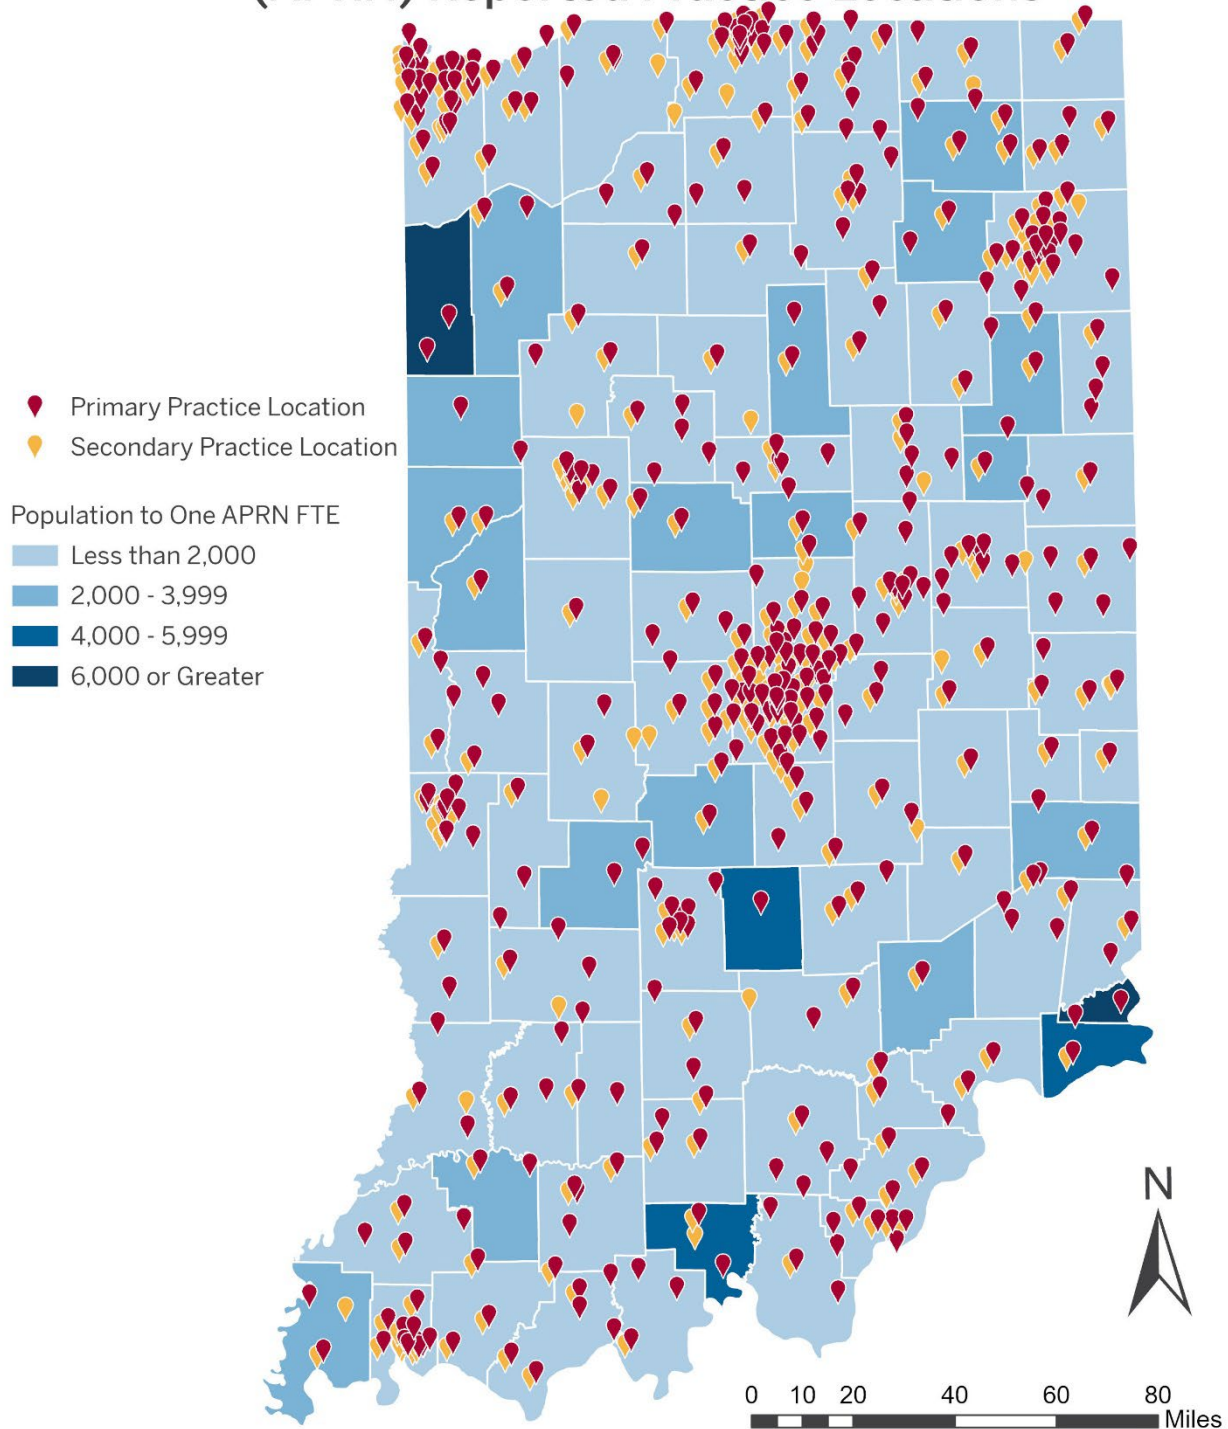 Primary Practice Location
Secondary Practice Location
Population to One APRN FTE
Less than 2,000
2,000 - 3,999
4,000 - 5,999
6,000 or Greater
N
0 10 20 40 60 80
Miles